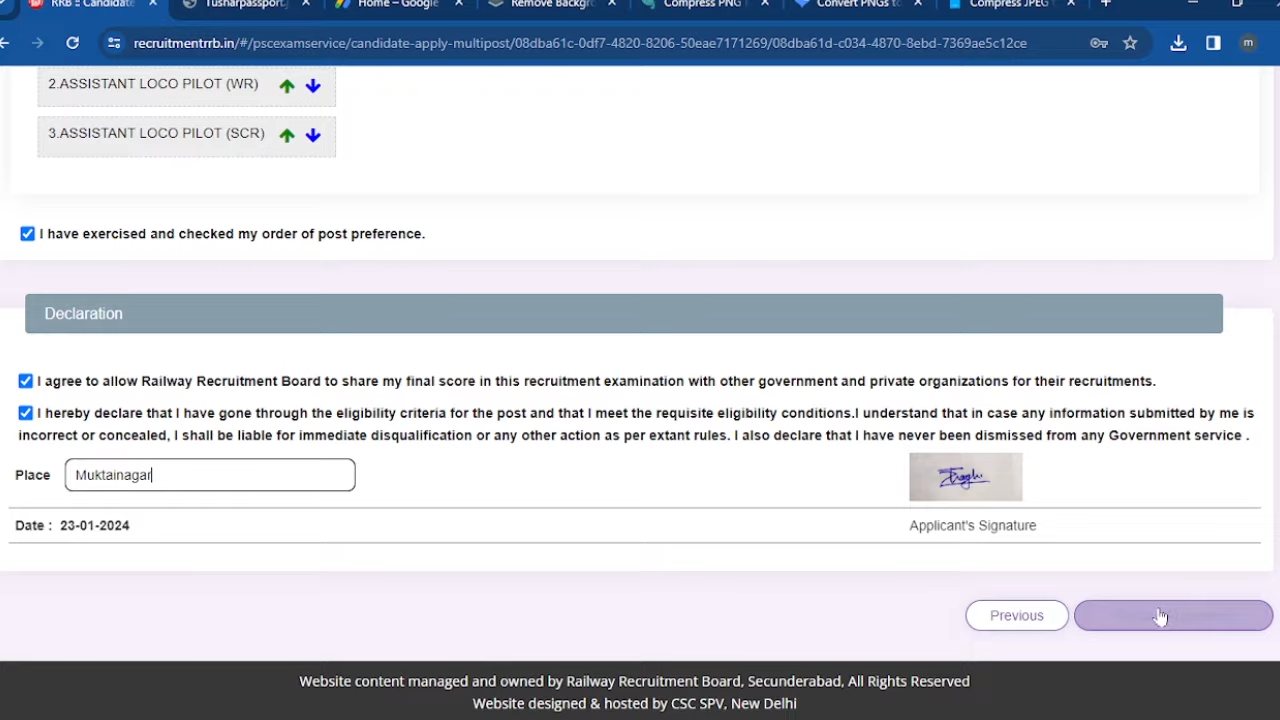 RRB :: Candidate
Tusharpassport.
Home – Google
Remove Backgro
Compress PNG
Convert PNGs to
Compress JPEG
recruitmentrrb.in/#/pscexamservice/candidate-apply-multipost/08dba61c-0df7-4820-8206-50eae7171269/08dba61d-c034-4870-8ebd-7369ae5c12ce
m
2.ASSISTANT LOCO PILOT (WR)
3.ASSISTANT LOCO PILOT (SCR)
I have exercised and checked my order of post preference.
Declaration
I agree to allow Railway Recruitment Board to share my final score in this recruitment examination with other government and private organizations for their recruitments.
I hereby declare that I have gone through the eligibility criteria for the post and that I meet the requisite eligibility conditions.I understand that in case any information submitted by me is
incorrect or concealed, I shall be liable for immediate disqualification or any other action as per extant rules. I also declare that I have never been dismissed from any Government service .
Place Muktainagar
Date : 23-01-2024
Applicant's Signature
Previous
Website content managed and owned by Railway Recruitment Board, Secunderabad, All Rights Reserved
Website designed & hosted by CSC SPV, New Delhi